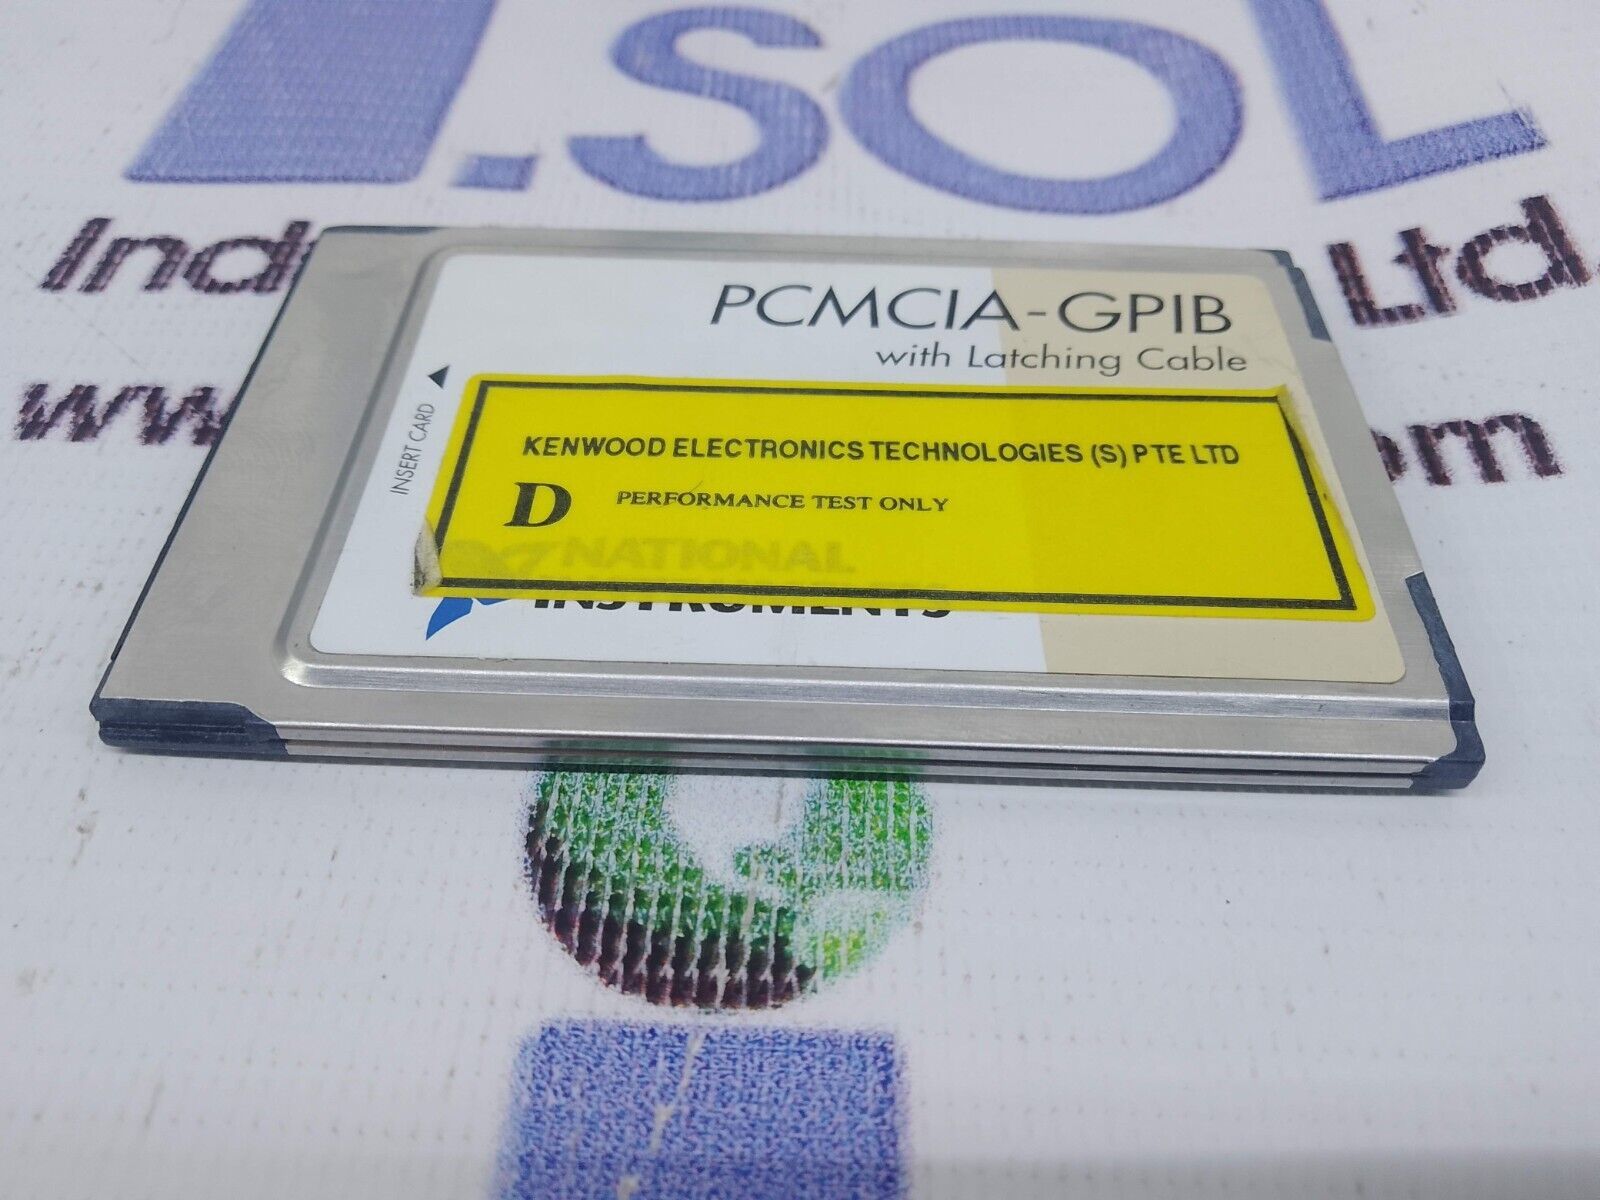 I.SOL
Ltd.
www.
PCMCIA-GPIB
with Latching Cable
INSERT CARD
KENWOOD ELECTRONICS TECHNOLOGIES (S) PTE LTD
D PERFORMANCE TEST ONLY
NATIONAL
INSTRUMENTS